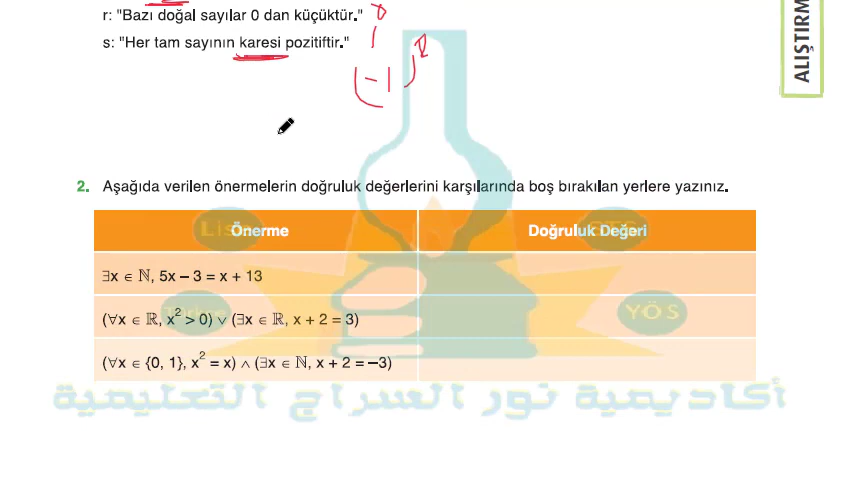 r: "Bazı doğal sayılar 0 dan küçüktür."
s: "Her tam sayının karesi pozitiftir."
(-1)
ALIŞTIRM
2. Aşağıda verilen önermelerin doğruluk değerlerini karşılarında boş bırakılan yerlere yazınız.
Önerme Doğruluk Değeri
∃x ∈ ℕ, 5x – 3 = x + 13
(∀x ∈ ℝ, x² > 0) ∨ (∃x ∈ ℝ, x + 2 = 3)
YÖS
(∀x ∈ {0, 1}, x² = x) ∧ (∃x ∈ ℕ, x + 2 = –3)
أكاديمية نور السراج التعليمية